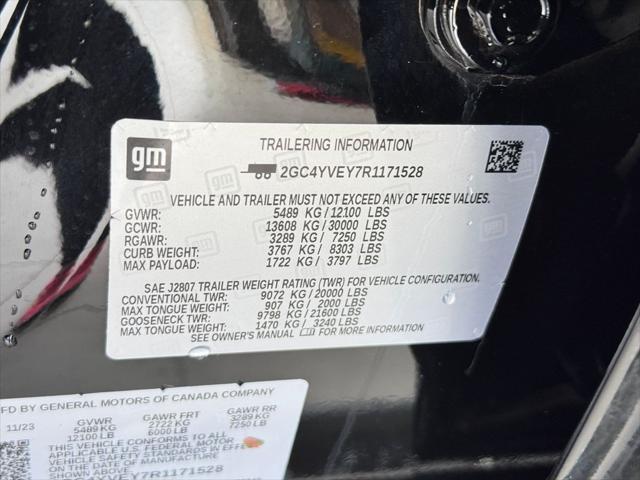 gm
TRAILERING INFORMATION
2GC4YVEY7R1171528
VEHICLE AND TRAILER MUST NOT EXCEED ANY OF THESE VALUES.
GVWR: 5489 KG / 12100 LBS
GCWR: 13608 KG / 30000 LBS
RGAWR: 3289 KG / 7250 LBS
CURB WEIGHT: 3767 KG / 8303 LBS
MAX PAYLOAD: 1722 KG / 3797 LBS
SAE J2807 TRAILER WEIGHT RATING (TWR) FOR VEHICLE CONFIGURATION.
CONVENTIONAL TWR: 9072 KG / 20000 LBS
MAX TONGUE WEIGHT: 907 KG / 2000 LBS
GOOSENECK TWR: 9798 KG / 21600 LBS
MAX TONGUE WEIGHT: 1470 KG / 3240 LBS
SEE OWNER'S MANUAL FOR MORE INFORMATION
MFD BY GENERAL MOTORS OF CANADA COMPANY
GVWR GAWR FRT GAWR RR
11/23 5489 KG 2722 KG 3289 KG
12100 LB 6000 LB 7250 LB
THIS VEHICLE CONFORMS TO ALL
APPLICABLE U.S. FEDERAL MOTOR
VEHICLE SAFETY STANDARDS IN
EFFECT ON THE DATE OF MANUFACTURE
SHOWN ABOVE.
YVEY7R1171528